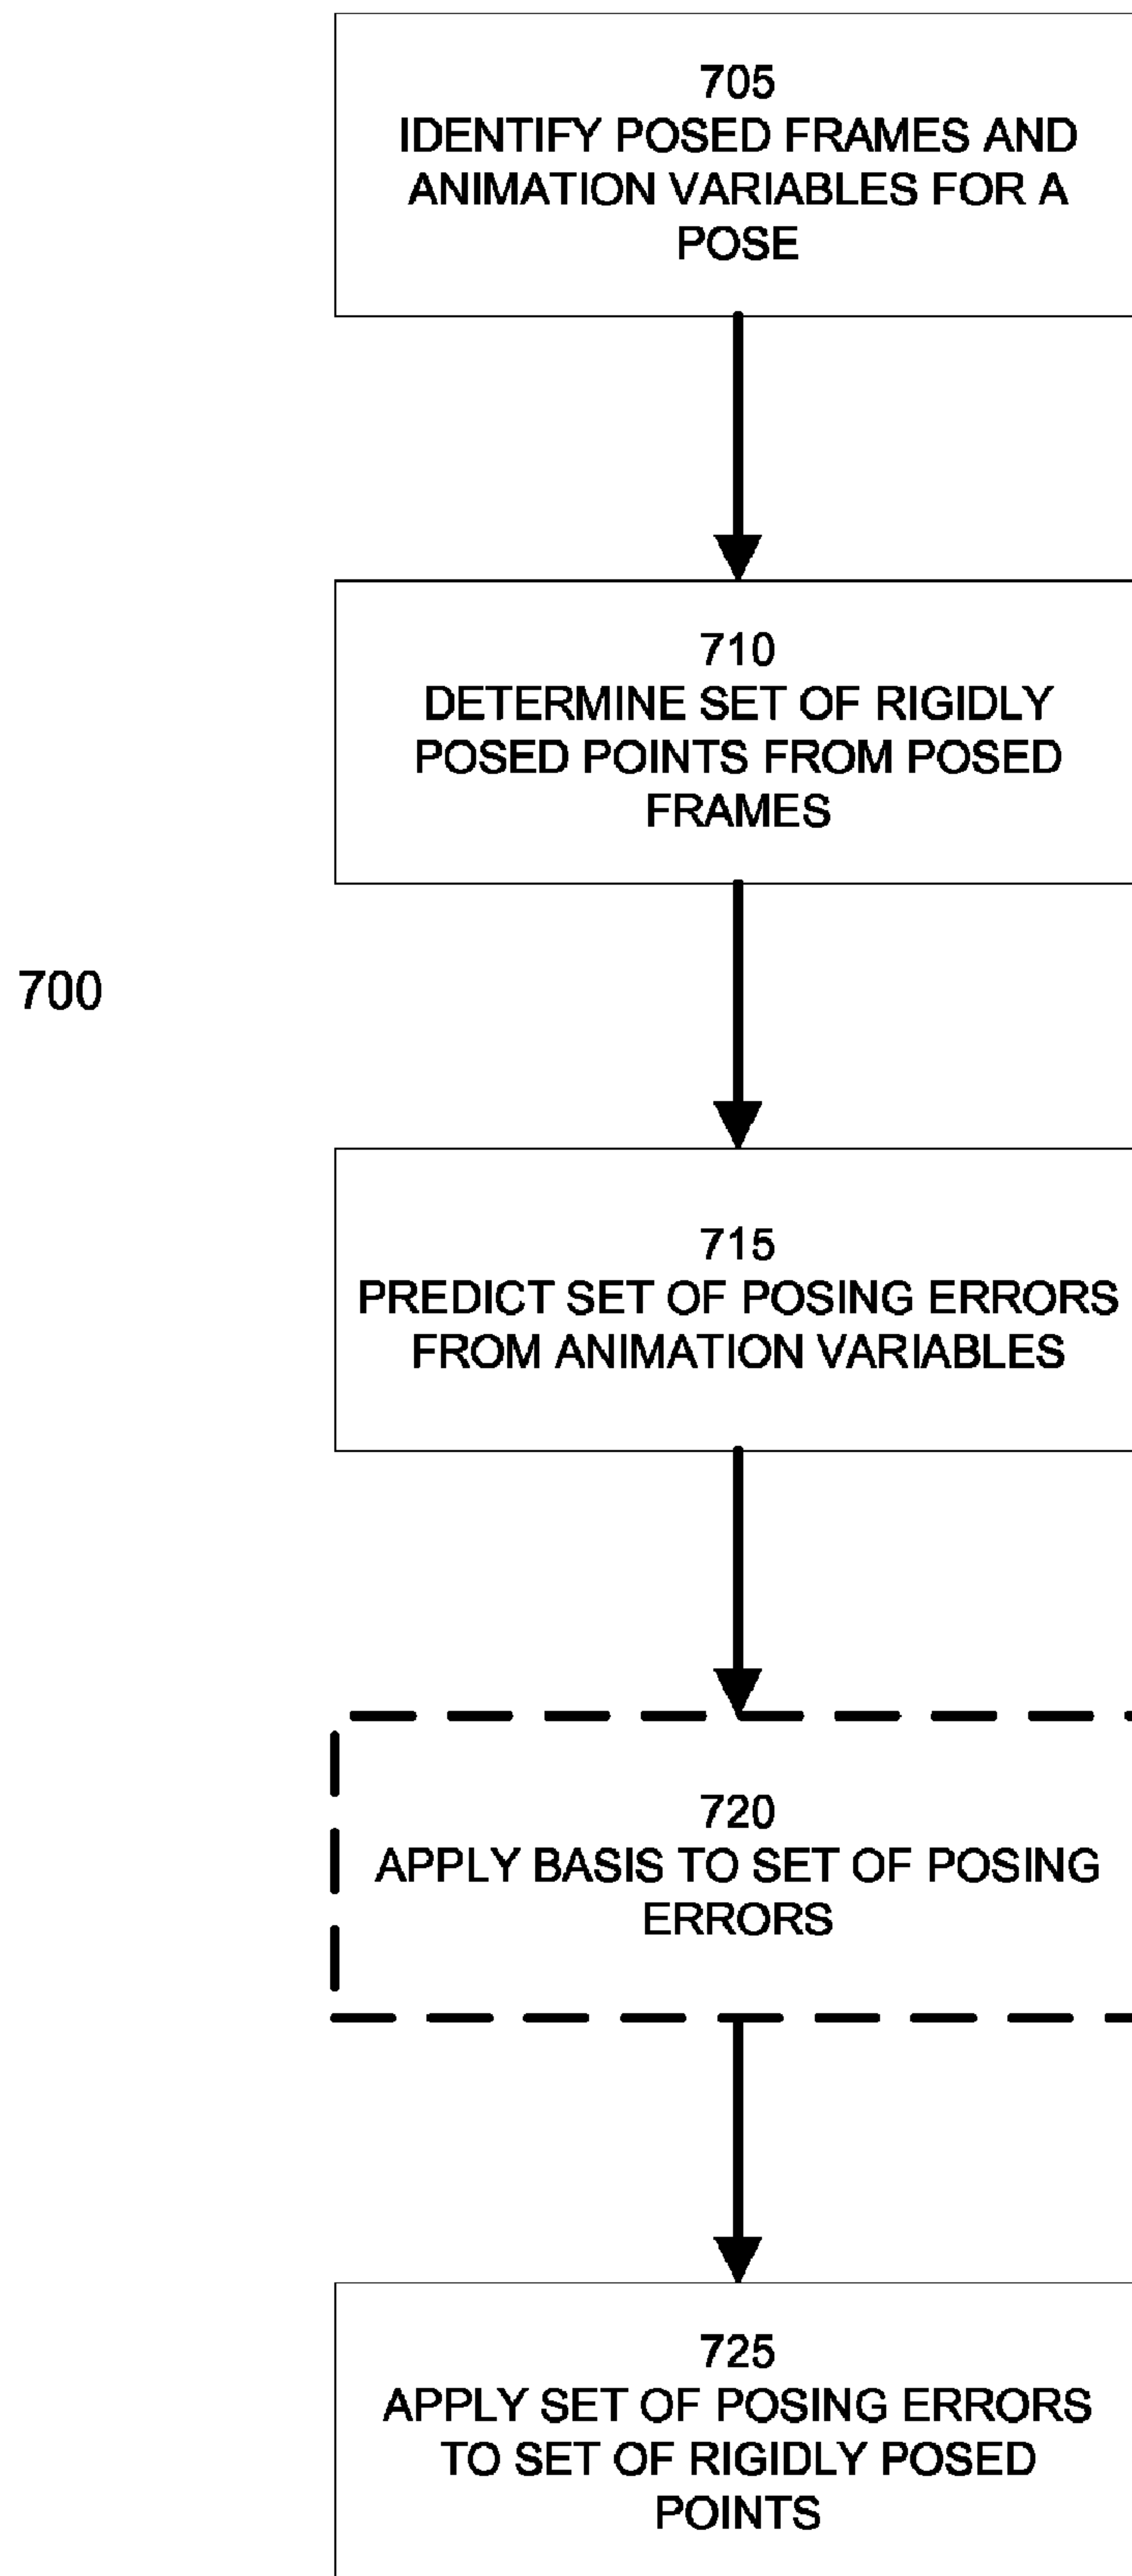 705
IDENTIFY POSED FRAMES AND
ANIMATION VARIABLES FOR A
POSE
710
DETERMINE SET OF RIGIDLY
POSED POINTS FROM POSED
FRAMES
700
715
PREDICT SET OF POSING ERRORS
FROM ANIMATION VARIABLES
720
APPLY BASIS TO SET OF POSING
ERRORS
725
APPLY SET OF POSING ERRORS
TO SET OF RIGIDLY POSED
POINTS